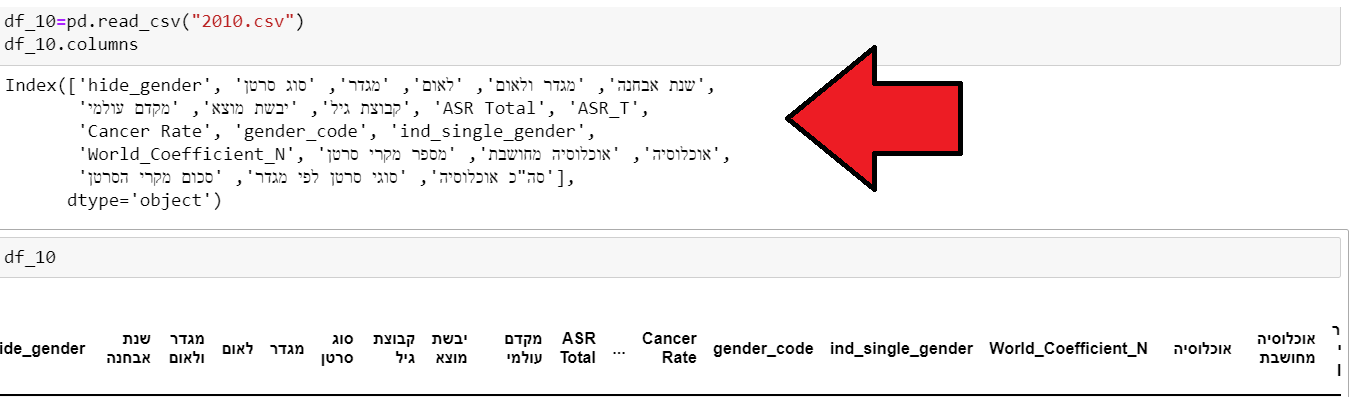 df_10=pd.read_csv("2010.csv")
df_10.columns
Index(['hide_gender', 'שנת אבחנה', 'מגדר ולאום', 'לאום', 'מגדר', 'סוג סרטן',
'קבוצת גיל', 'יבשת מוצא', 'מקדם עולמי', 'ASR Total', 'ASR_T',
'Cancer Rate', 'gender_code', 'ind_single_gender',
'World_Coefficient_N', 'אוכלוסיה', 'אוכלוסיה מחושבת', 'מספר מקרי סרטן',
'סה"כ אוכלוסיה', 'סוגי סרטן לפי מגדר', 'סכום מקרי הסרטן'],
dtype='object')
df_10
ide_gender
שנת
אבחנה
מגדר
ולאום
לאום
מגדר
סוג
סרטן
קבוצת
גיל
יבשת
מוצא
מקדם
עולמי
ASR
Total
...
Cancer
Rate
gender_code
ind_single_gender
World_Coefficient_N
אוכלוסיה
אוכלוסיה
מחושבת